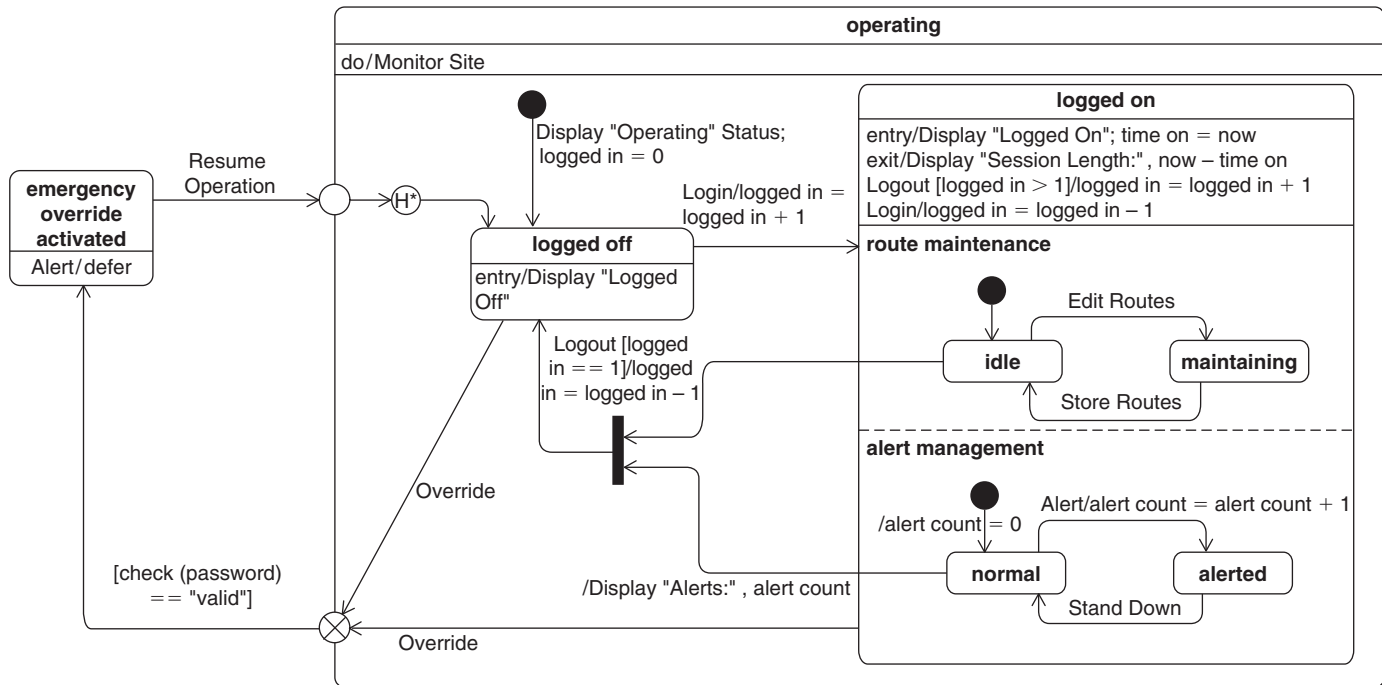 operating
do/Monitor Site
Display "Operating" Status;
logged in = 0
logged on
entry/Display "Logged On"; time on = now
exit/Display "Session Length:" , now – time on
Logout [logged in > 1]/logged in = logged in + 1
Login/logged in = logged in – 1
Resume
Operation
emergency
override
activated
Alert/defer
H*
Login/logged in =
logged in + 1
logged off
entry/Display "Logged
Off"
route maintenance
Edit Routes
idle
maintaining
Store Routes
Logout [logged
in == 1]/logged
in = logged in – 1
alert management
Override
Alert/alert count = alert count + 1
/alert count = 0
normal
alerted
Stand Down
/Display "Alerts:" , alert count
[check (password)
== "valid"]
Override